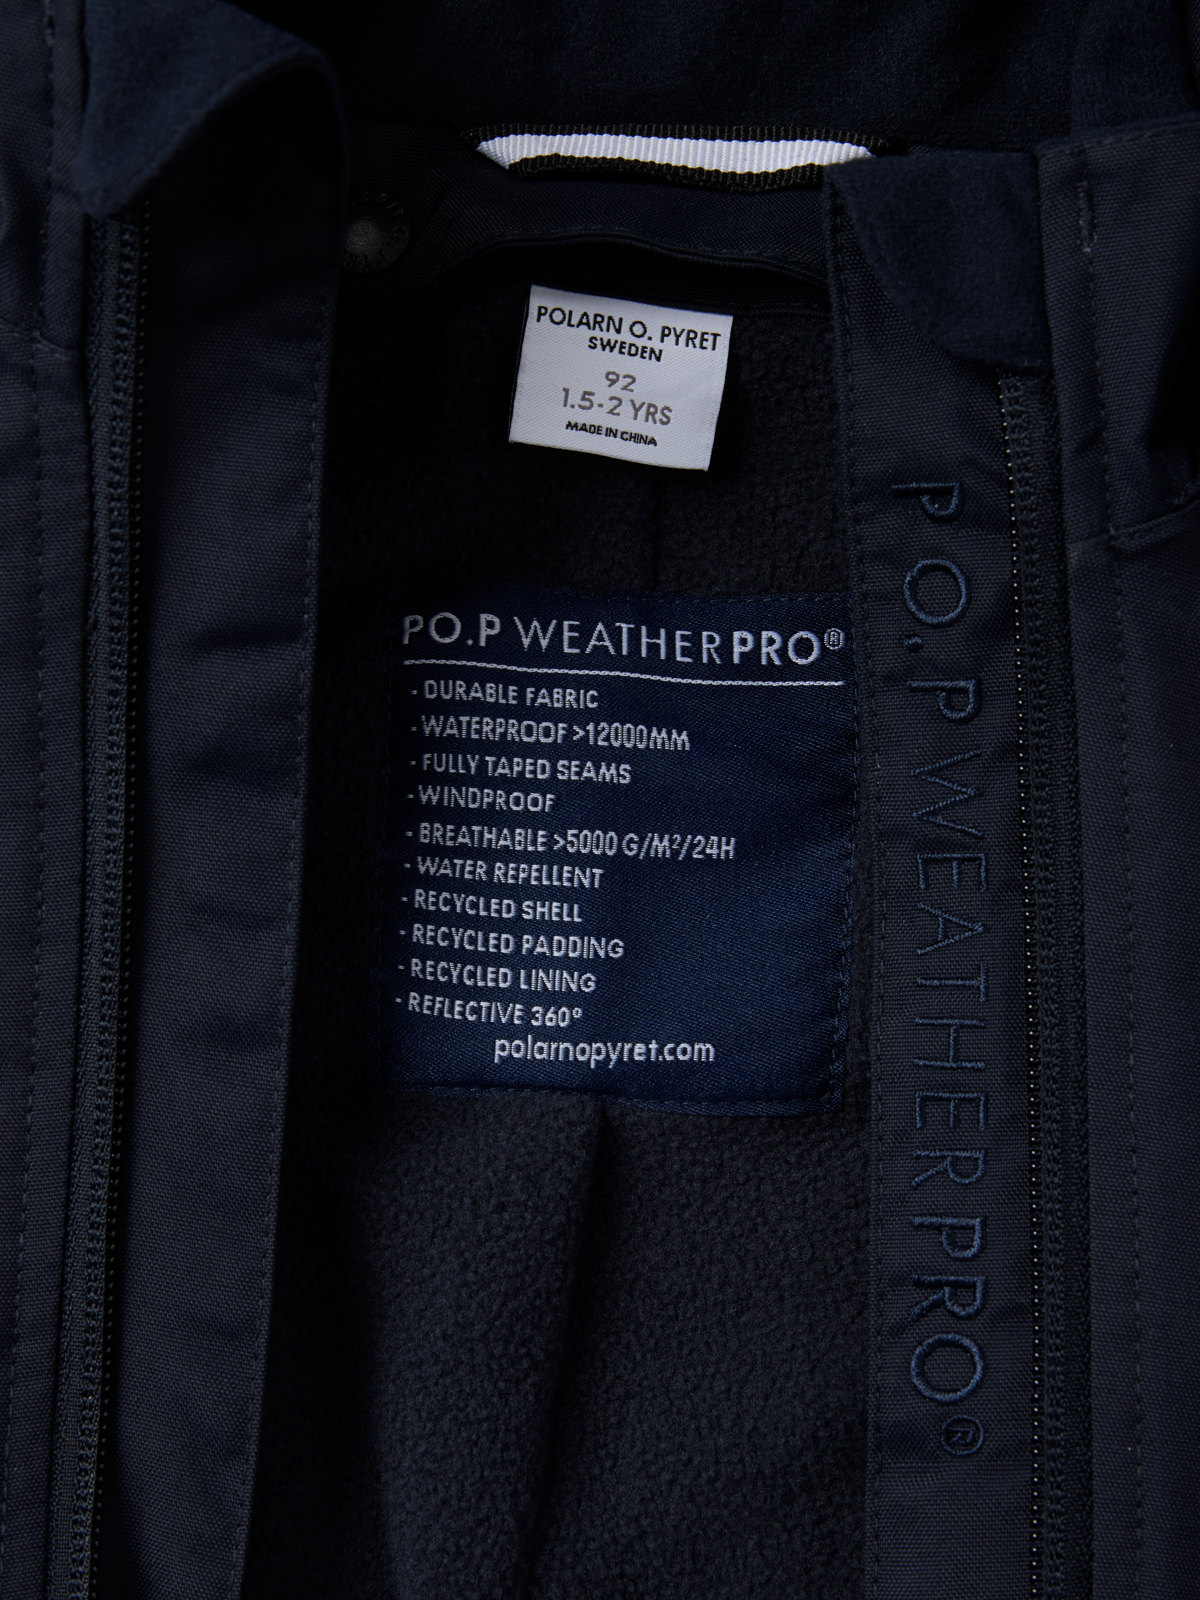 POLARN O. PYRET
SWEDEN
92
1.5-2 YRS
MADE IN CHINA
PO.P WEATHERPRO®
- DURABLE FABRIC
- WATERPROOF >12000MM
- FULLY TAPED SEAMS
- WINDPROOF
- BREATHABLE >5000 G/M²/24H
- WATER REPELLENT
- RECYCLED SHELL
- RECYCLED PADDING
- RECYCLED LINING
- REFLECTIVE 360°
polarnopyret.com
PO.P WEATHERPRO®